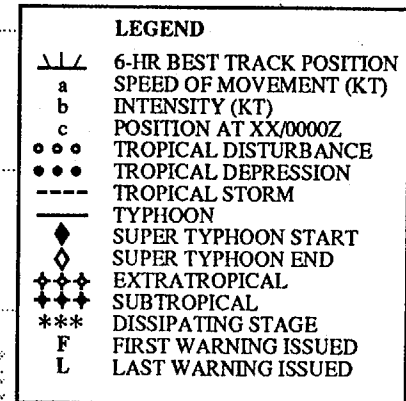 LEGEND
6-HR BEST TRACK POSITION
a SPEED OF MOVEMENT (KT)
b INTENSITY (KT)
c POSITION AT XX/0000Z
TROPICAL DISTURBANCE
TROPICAL DEPRESSION
TROPICAL STORM
TYPHOON
SUPER TYPHOON START
SUPER TYPHOON END
EXTRATROPICAL
SUBTROPICAL
*** DISSIPATING STAGE
F FIRST WARNING ISSUED
L LAST WARNING ISSUED